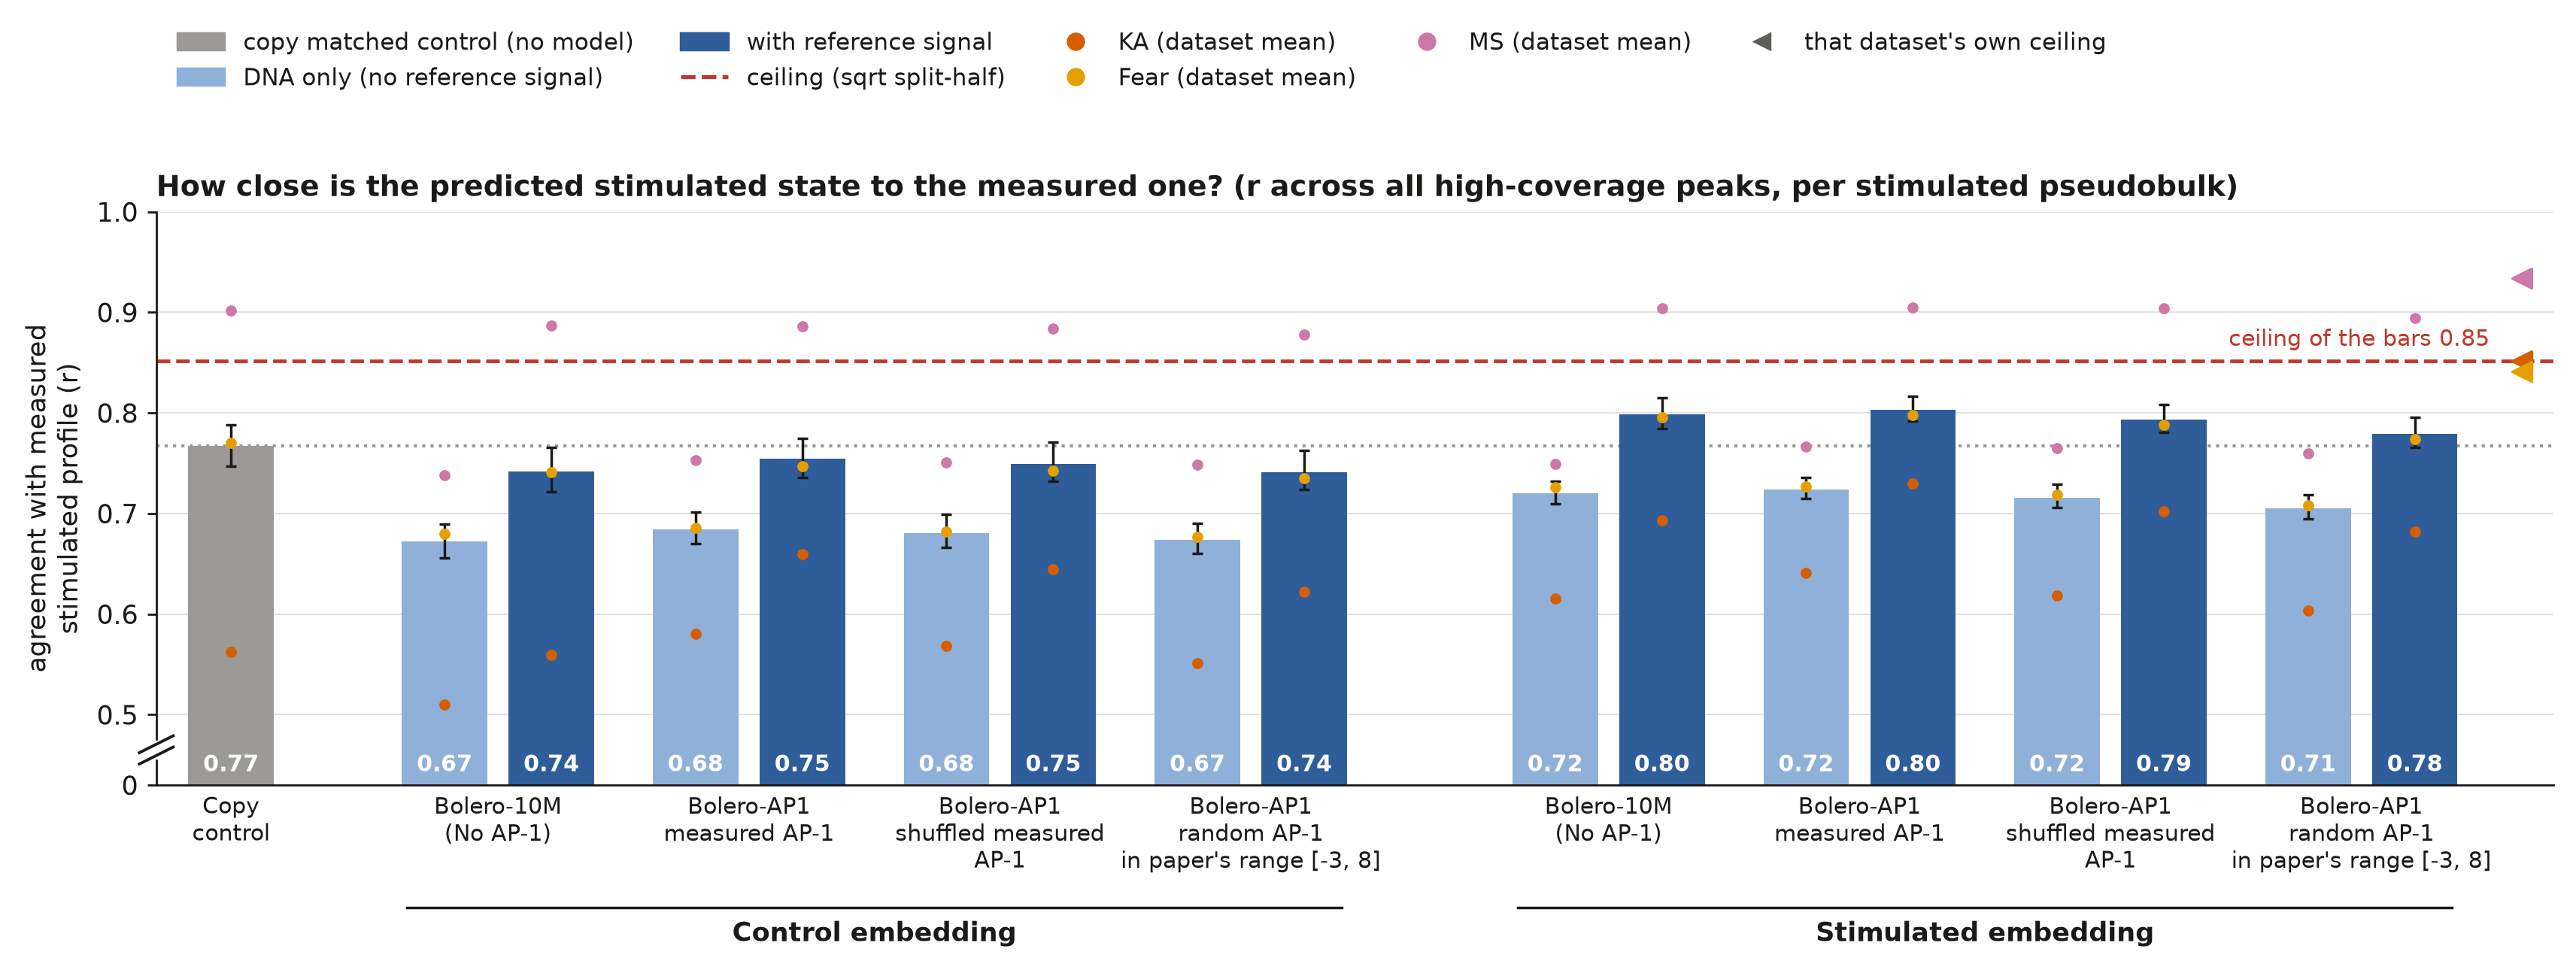 copy matched control (no model)
DNA only (no reference signal)
with reference signal
ceiling (sqrt split-half)
KA (dataset mean)
Fear (dataset mean)
MS (dataset mean)
that dataset's own ceiling
How close is the predicted stimulated state to the measured one? (r across all high-coverage peaks, per stimulated pseudobulk)
agreement with measured
stimulated profile (r)
1.0
0.9
0.8
0.7
0.6
0.5
0
ceiling of the bars 0.85
0.77
0.67
0.74
0.68
0.75
0.68
0.75
0.67
0.74
0.72
0.80
0.72
0.80
0.72
0.79
0.71
0.78
Copy
control
Bolero-10M
(No AP-1)
Bolero-AP1
measured AP-1
Bolero-AP1
shuffled measured
AP-1
Bolero-AP1
random AP-1
in paper's range [-3, 8]
Bolero-10M
(No AP-1)
Bolero-AP1
measured AP-1
Bolero-AP1
shuffled measured
AP-1
Bolero-AP1
random AP-1
in paper's range [-3, 8]
Control embedding
Stimulated embedding